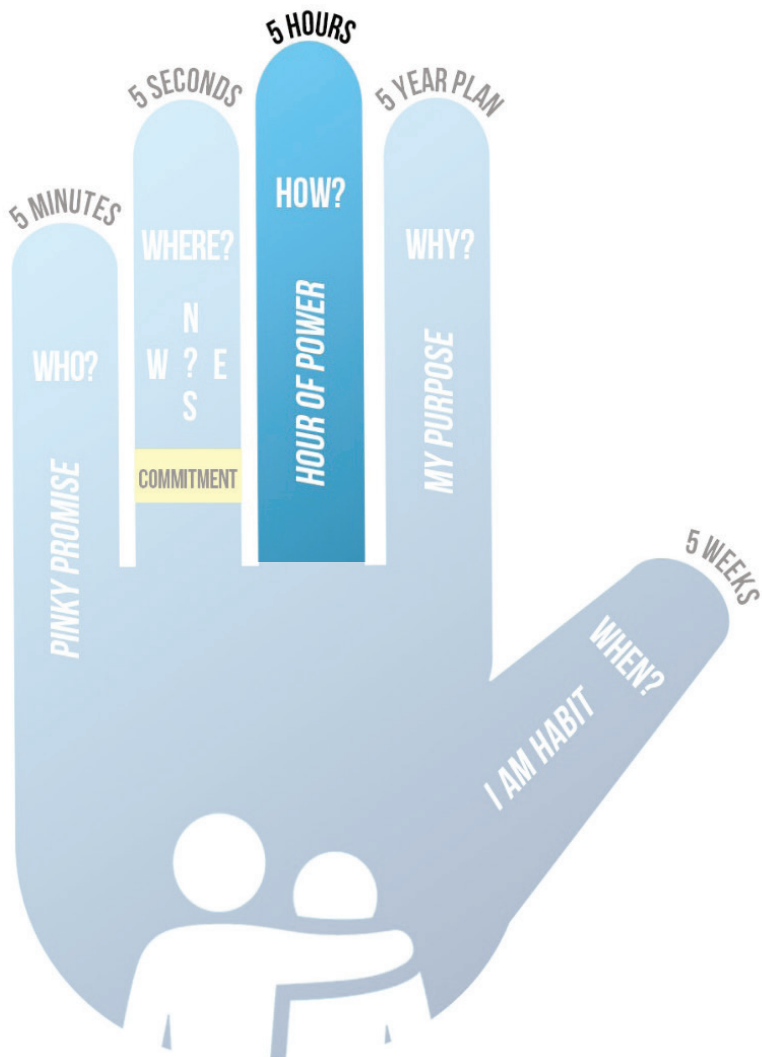 5 MINUTES
WHO?
PINKY PROMISE
5 SECONDS
WHERE?
N
W ? E
S
COMMITMENT
5 HOURS
HOW?
HOUR OF POWER
5 YEAR PLAN
WHY?
MY PURPOSE
5 WEEKS
WHEN?
I AM HABIT